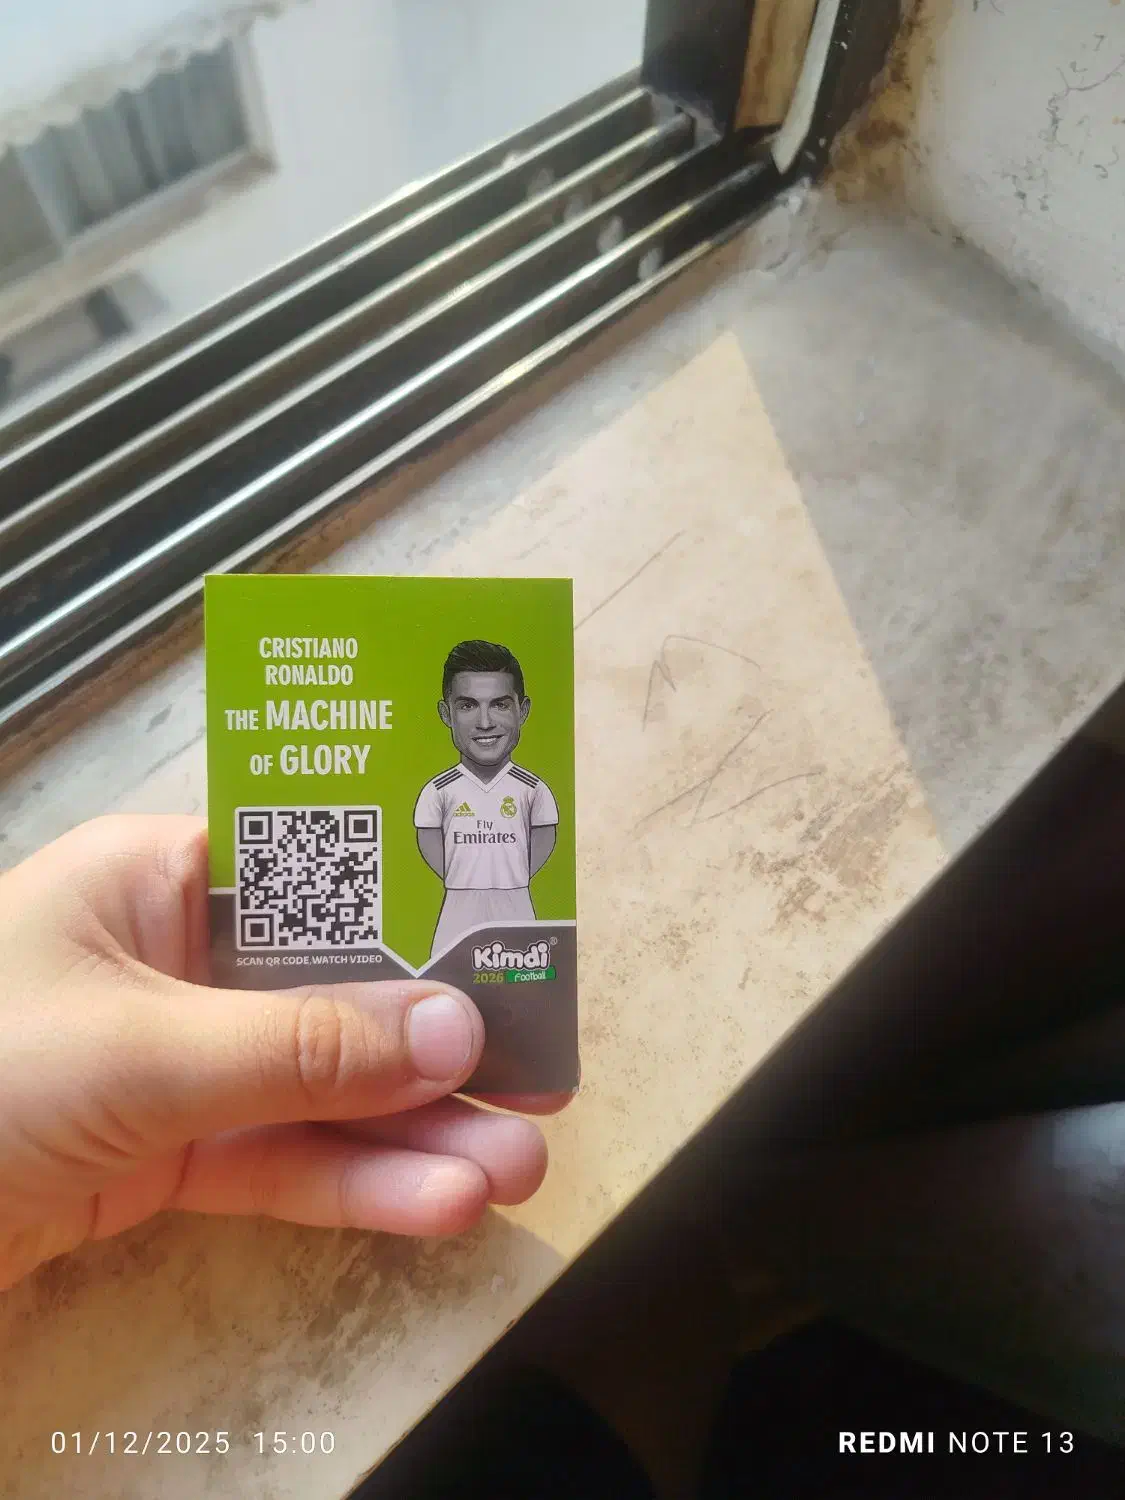 CRISTIANO
RONALDO
THE MACHINE
OF GLORY
adidas
Fly
Emirates
SCAN QR CODE,WATCH VIDEO
Kimdi®
2026 Football
01/12/2025 15:00
REDMI NOTE 13